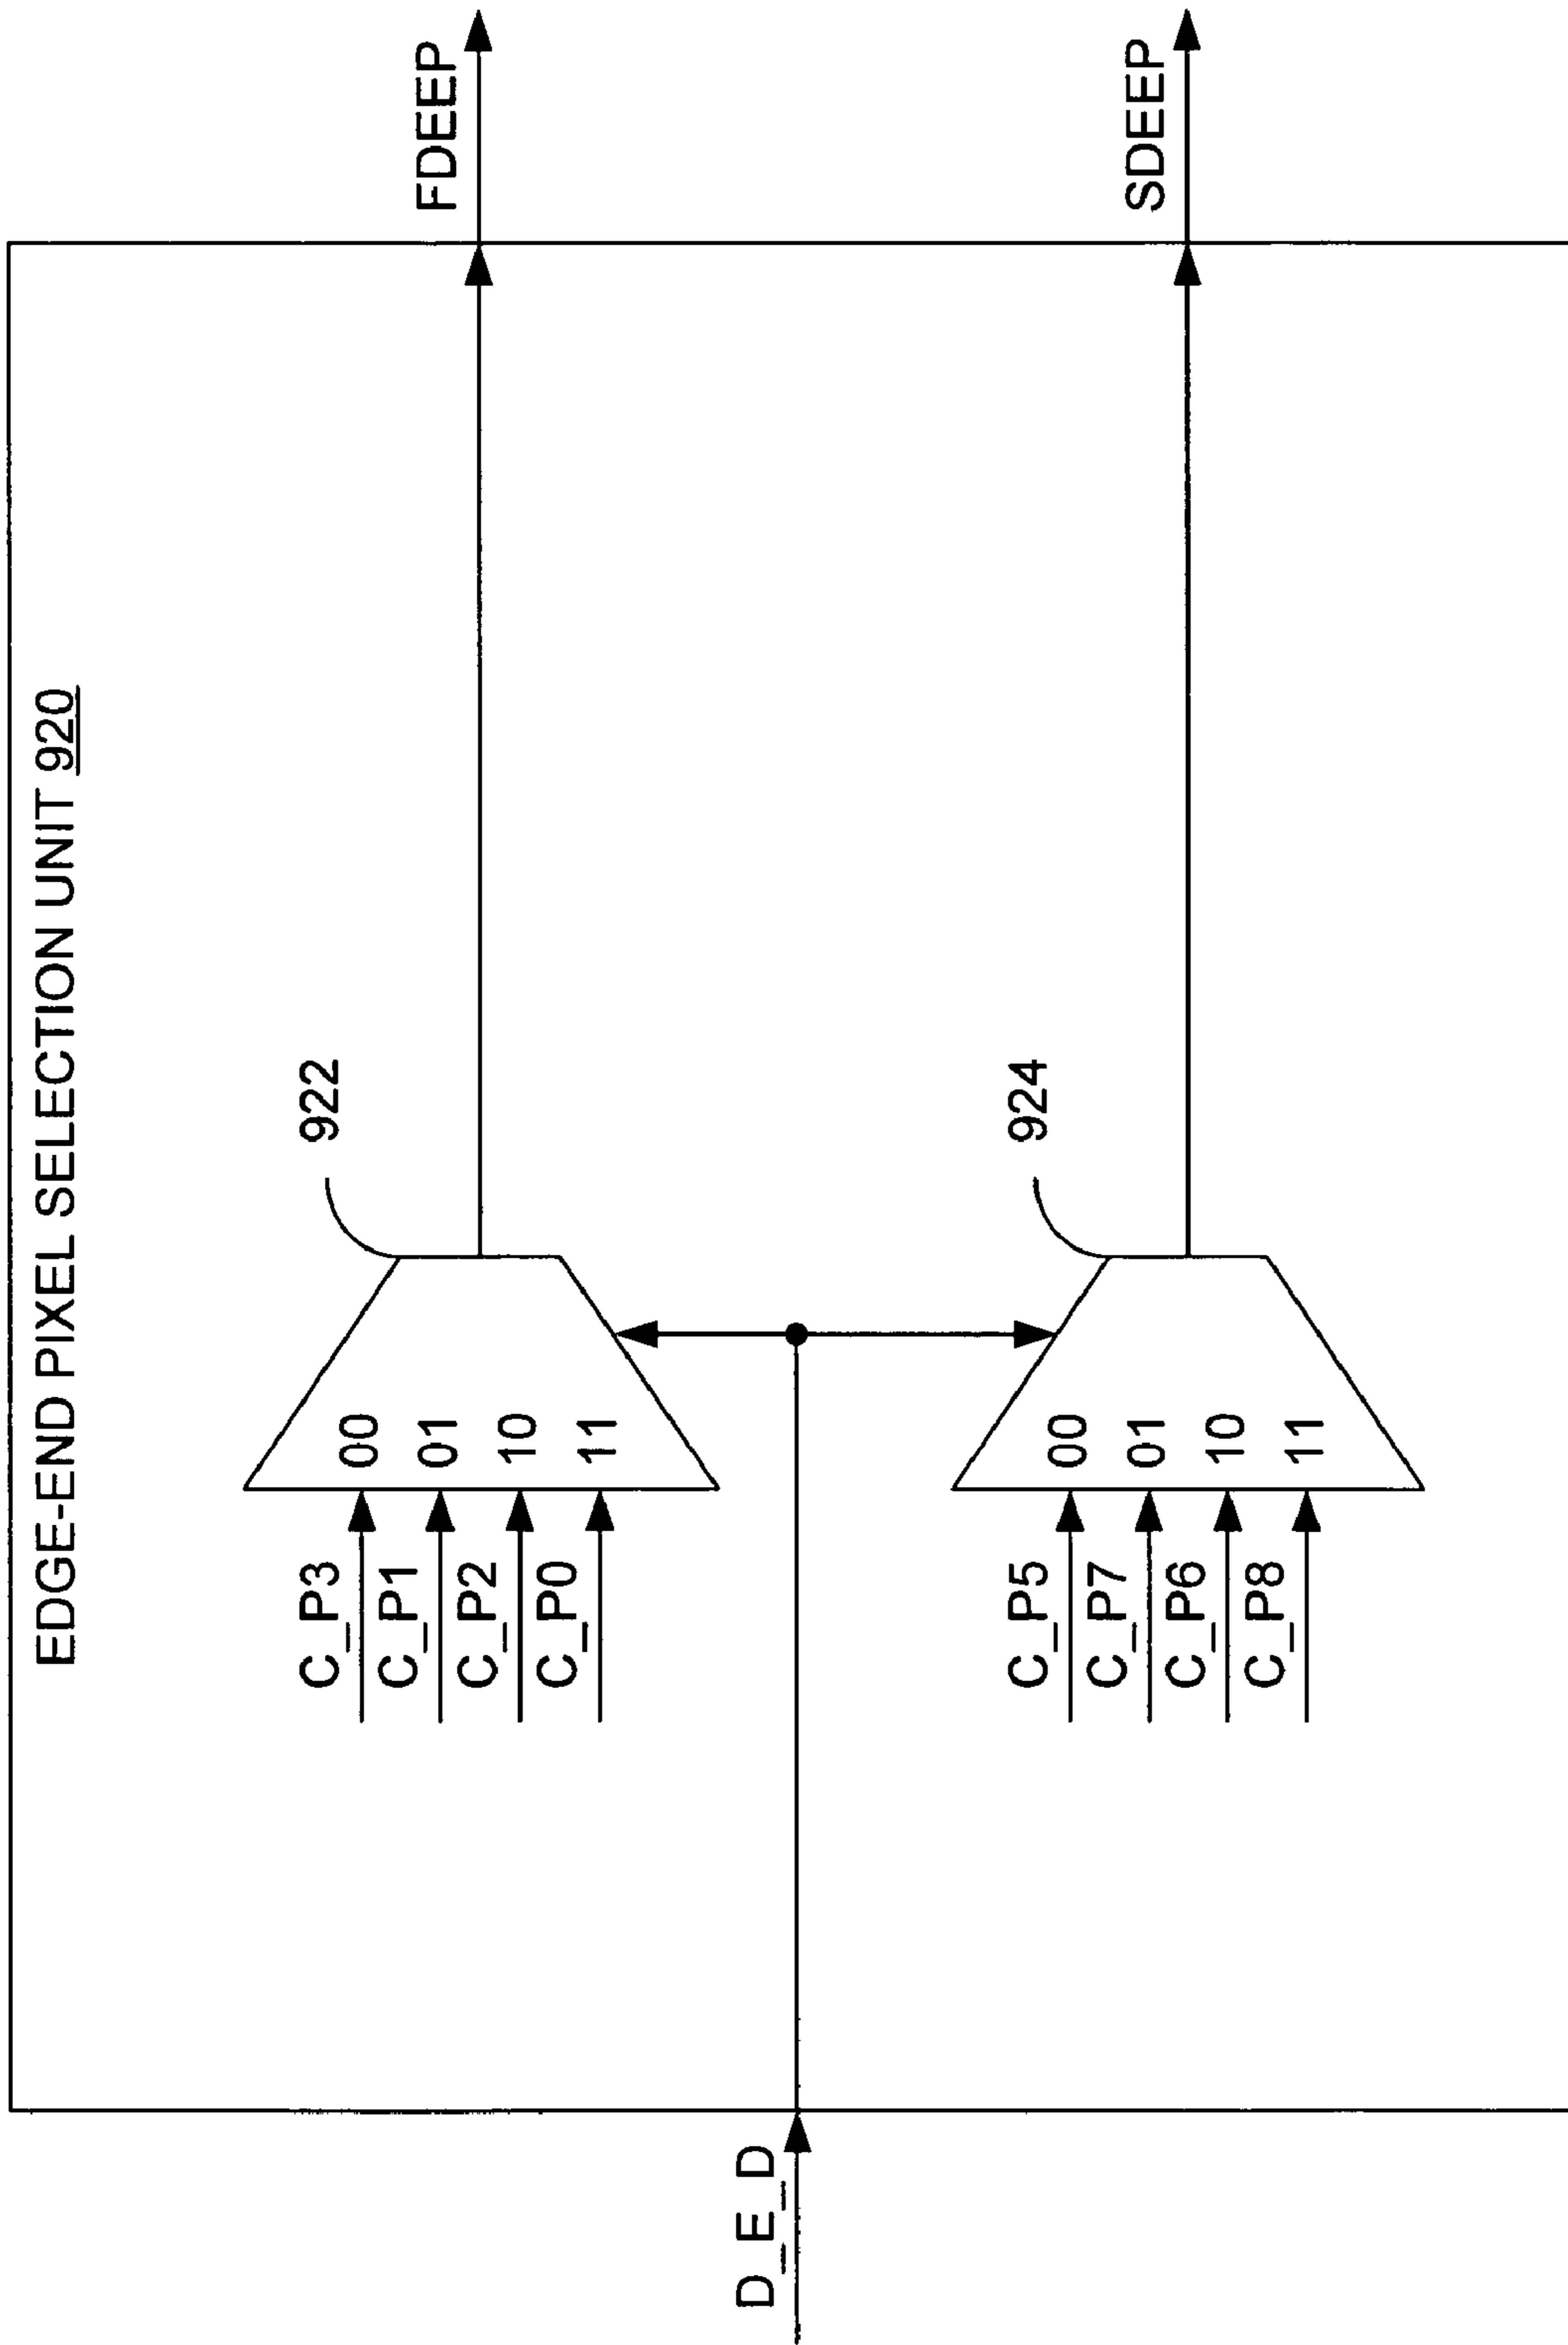 EDGE-END PIXEL SELECTION UNIT 920
922
C_P3
00
C_P1
01
C_P2
10
C_P0
11
FDEEP
D_E_D
924
C_P5
00
C_P7
01
C_P6
10
C_P8
11
SDEEP